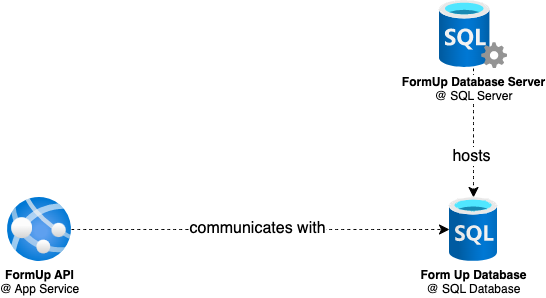 SQL
FormUp Database Server
@ SQL Server
hosts
communicates with
SQL
FormUp API
@ App Service
Form Up Database
@ SQL Database